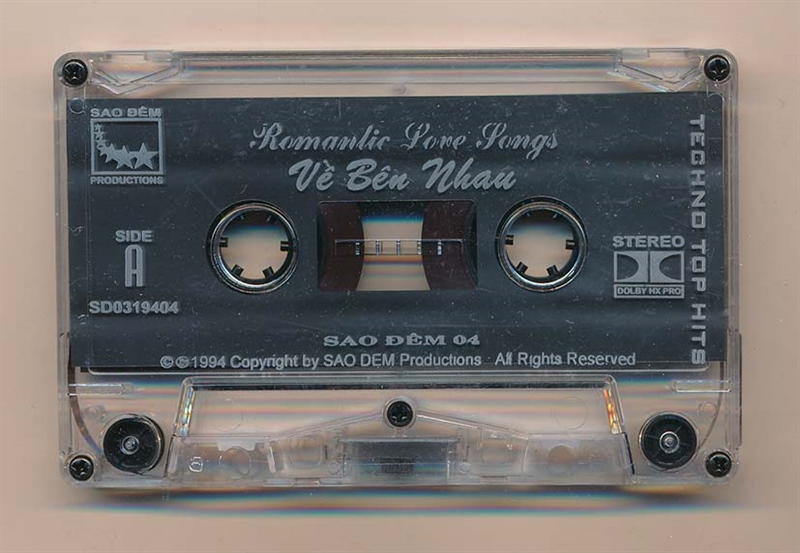 SAO ĐÊM
PRODUCTIONS
Romantic Love Songs
Về Bên Nhau
SIDE
A
SD0319404
STEREO
DOLBY HX PRO
TECHNO TOP HITS
SAO ĐÊM 04
©℗1994 Copyright by SAO DEM Productions All Rights Reserved
8